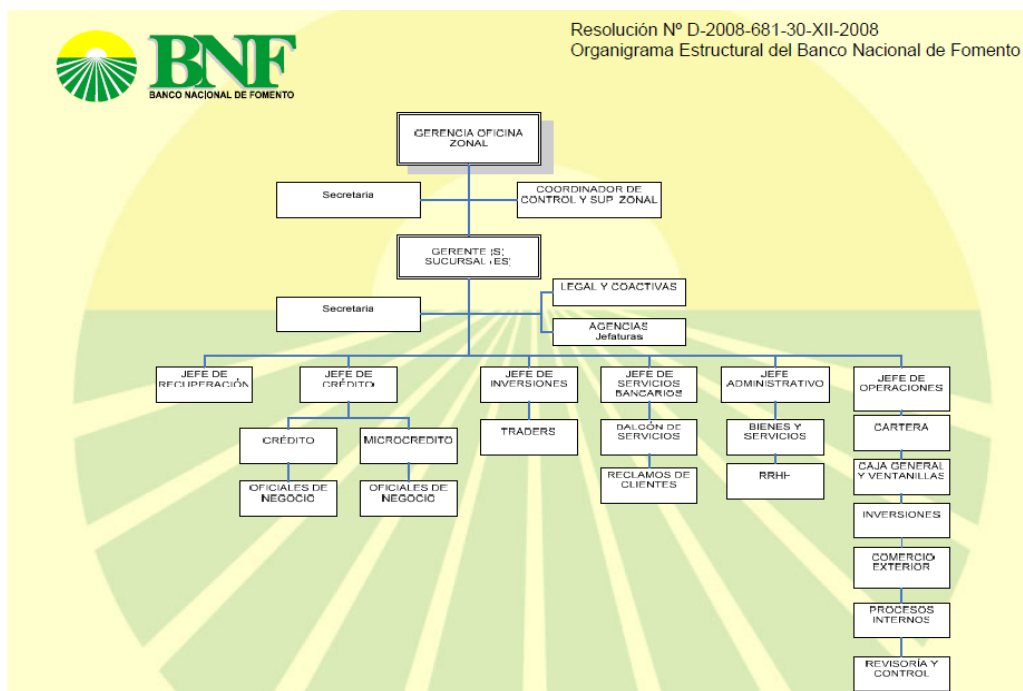 Resolución Nº D-2008-681-30-XII-2008
Organigrama Estructural del Banco Nacional de Fomento
BNF
BANCO NACIONAL DE FOMENTO
GERENCIA OFICINA
ZONAL
Secretaria
COORDINADOR DE
CONTROL Y SUP ZONAL
GERENTE (S)
SUCURSAL (ES)
LEGAL Y COACTIVAS
Secretaria
AGENCIAS
Jefaturas
JEFE DE
RECUPERACIÓN
JEFE DE
CRÉDITO
JEFE DE
INVERSIONES
JEFE DE
SERVICIOS
BANCARIOS
JEFE
ADMINISTRATIVO
JEFE DE
OPERACIONES
CRÉDITO
MICROCREDITO
TRADERS
BALCÓN DE
SERVICIOS
BIENES Y
SERVICIOS
CARTERA
OFICIALES DE
NEGOCIO
OFICIALES DE
NEGOCIO
RECLAMOS DE
CLIENTES
RRHH
CAJA GENERAL
Y VENTANILLAS
INVERSIONES
COMERCIO
EXTERIOR
PROCESOS
INTERNOS
REVISORÍA Y
CONTROL